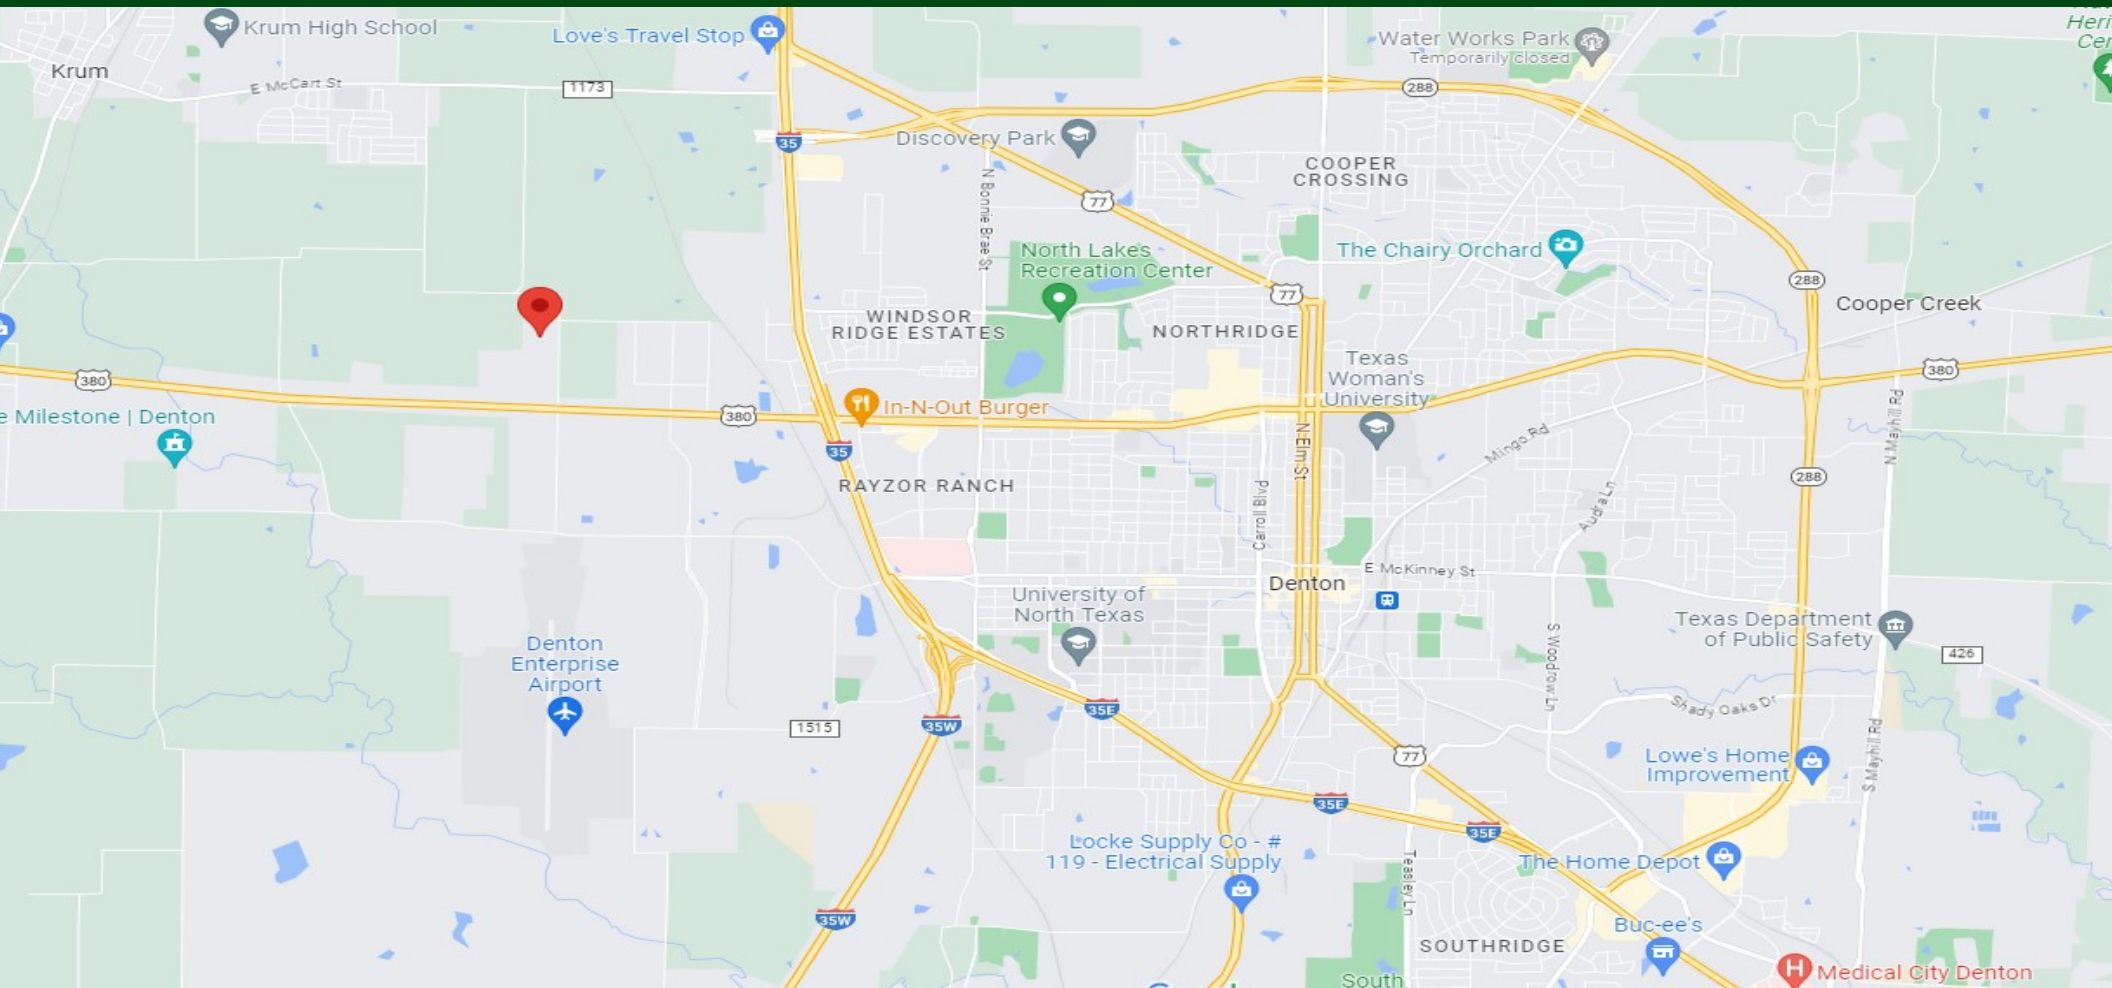 Krum High School
Love's Travel Stop
Water Works Park
Temporarily closed
Heri
Cen
Krum
E McCart St
1173
288
35
Discovery Park
COOPER
CROSSING
77
N Bonnie Brae St
North Lakes
Recreation Center
The Chairy Orchard
77
288
Cooper Creek
WINDSOR
RIDGE ESTATES
NORTHRIDGE
Texas
Woman's
University
380
380
e Milestone | Denton
380
In-N-Out Burger
35
N Elm St
Mingo Rd
N Mayhill Rd
RAYZOR RANCH
Carroll Blvd
Audra Ln
288
Denton
E McKinney St
University of
North Texas
Texas Department
of Public Safety
426
Denton
Enterprise
Airport
S Woodrow Ln
Shady Oaks Dr
1515
35W
35E
77
Lowe's Home
Improvement
S Mayhill Rd
35E
35E
Locke Supply Co - #
119 - Electrical Supply
The Home Depot
Teasley Ln
35W
Buc-ee's
SOUTHRIDGE
South
H
Medical City Denton